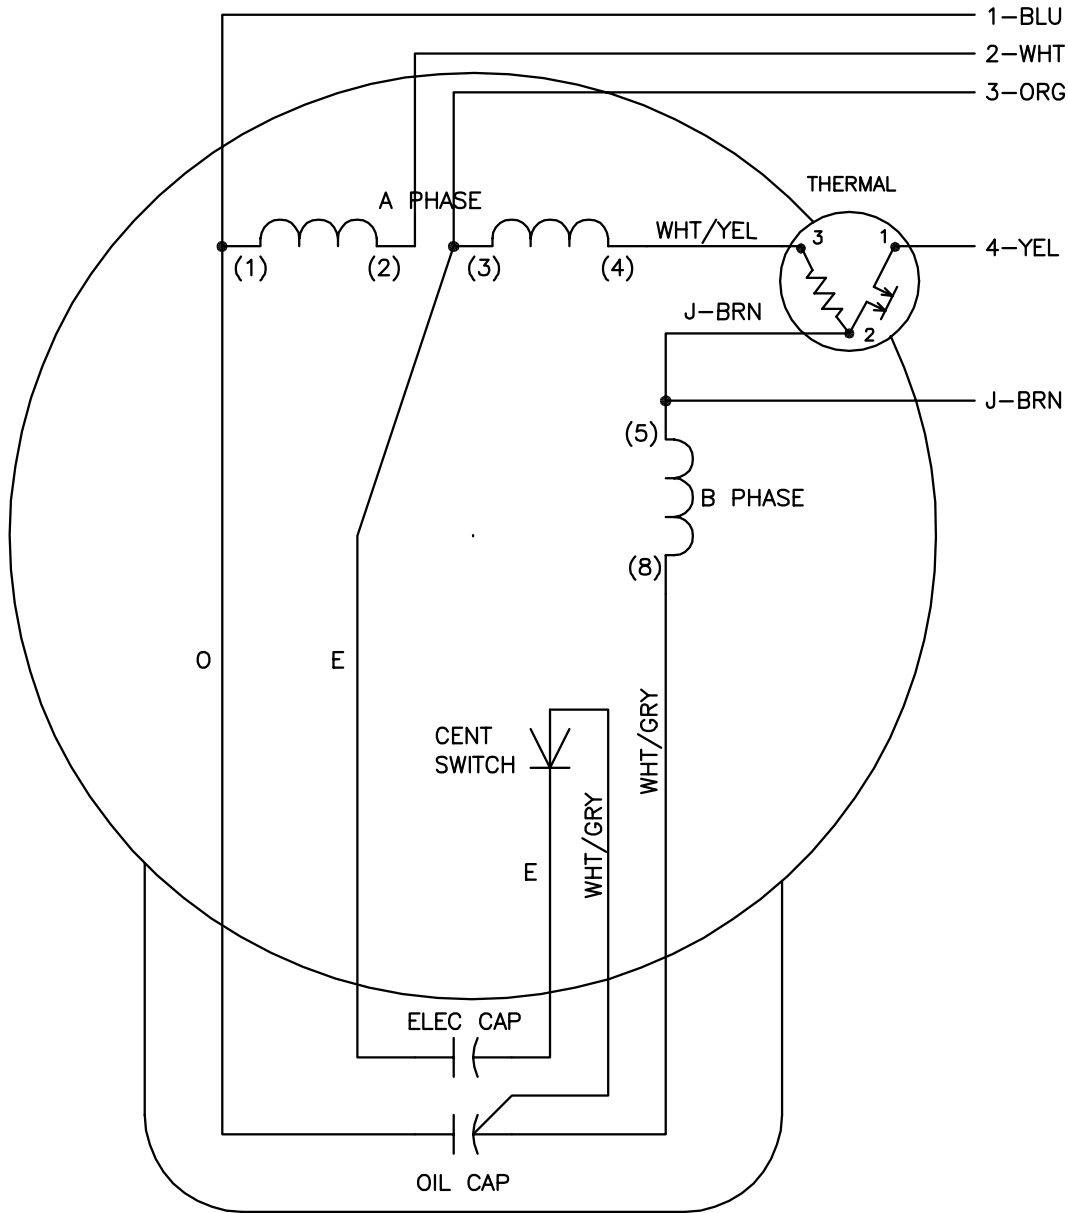 1-BLU
2-WHT
3-ORG
THERMAL
A PHASE
WHT/YEL
3
1
4-YEL
(1)
(2)
(3)
(4)
J-BRN
2
J-BRN
(5)
B PHASE
(8)
O
E
CENT
SWITCH
WHT/GRY
WHT/GRY
E
ELEC CAP
OIL CAP